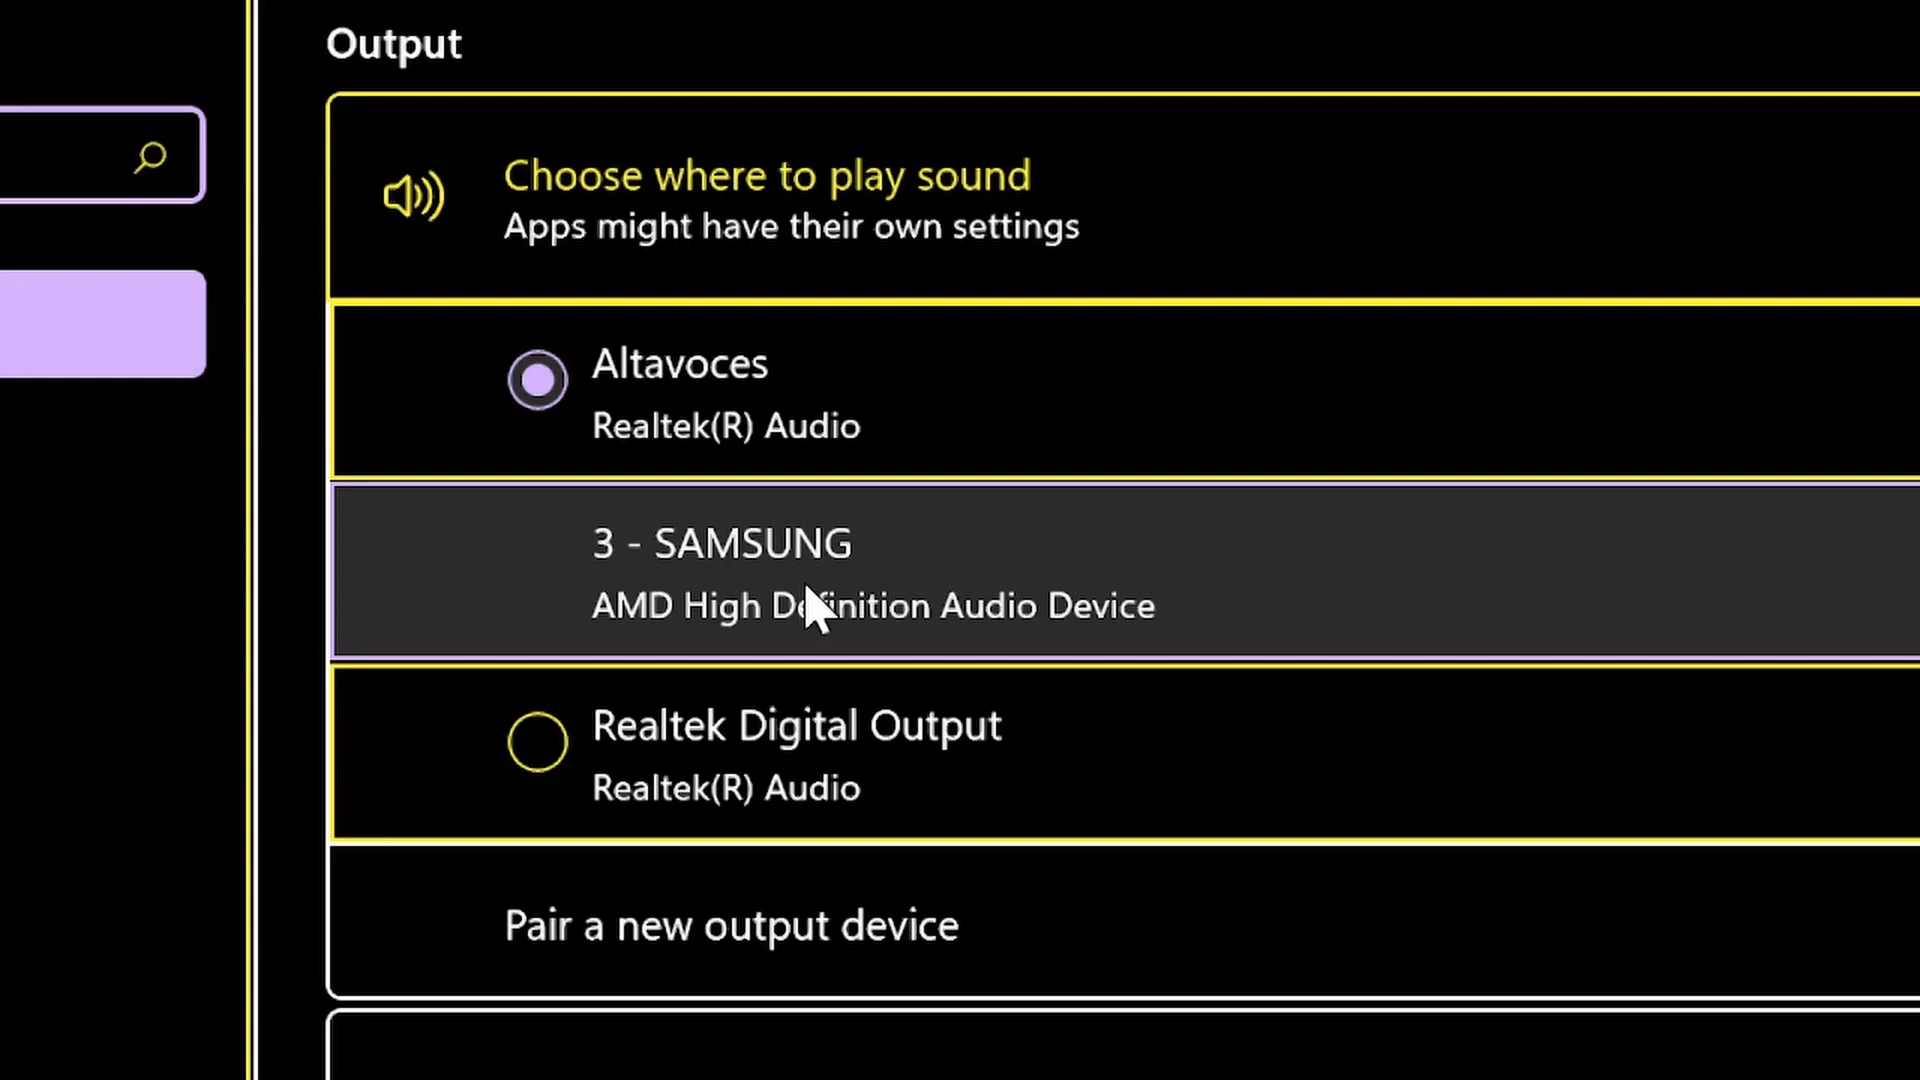 Output
Choose where to play sound
Apps might have their own settings
Altavoces
Realtek(R) Audio
3 - SAMSUNG
AMD High Definition Audio Device
Realtek Digital Output
Realtek(R) Audio
Pair a new output device